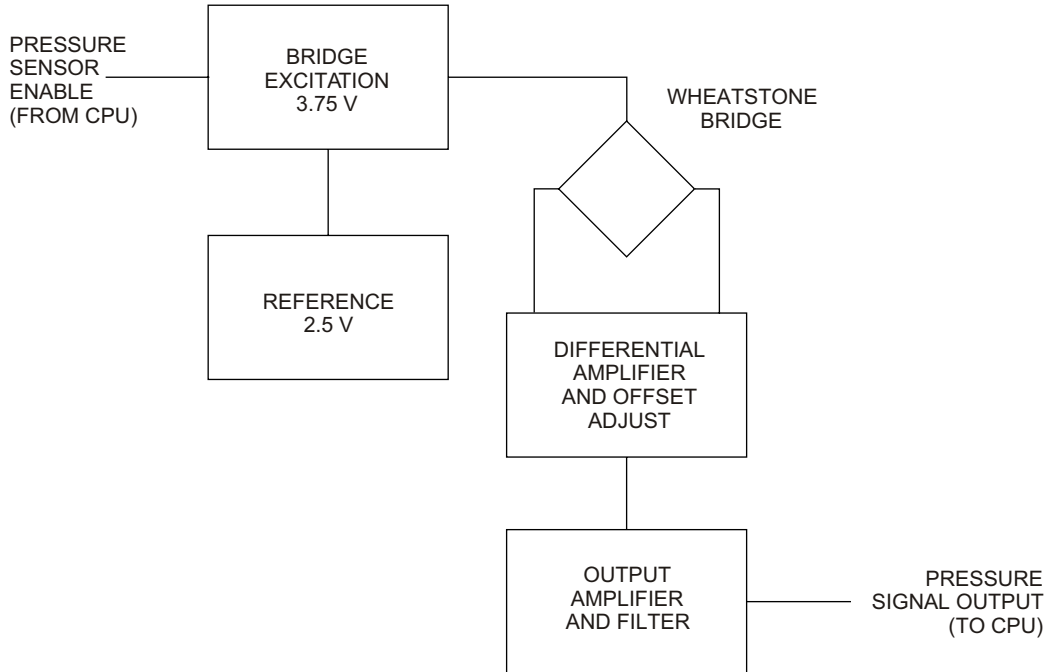 PRESSURE
SENSOR
ENABLE
(FROM CPU)
BRIDGE
EXCITATION
3.75 V
WHEATSTONE
BRIDGE
REFERENCE
2.5 V
DIFFERENTIAL
AMPLIFIER
AND OFFSET
ADJUST
OUTPUT
AMPLIFIER
AND FILTER
PRESSURE
SIGNAL OUTPUT
(TO CPU)